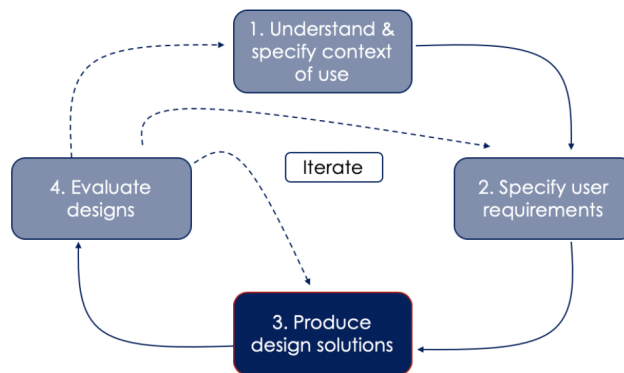 1. Understand &
specify context
of use
Iterate
4. Evaluate
designs
2. Specify user
requirements
3. Produce
design solutions